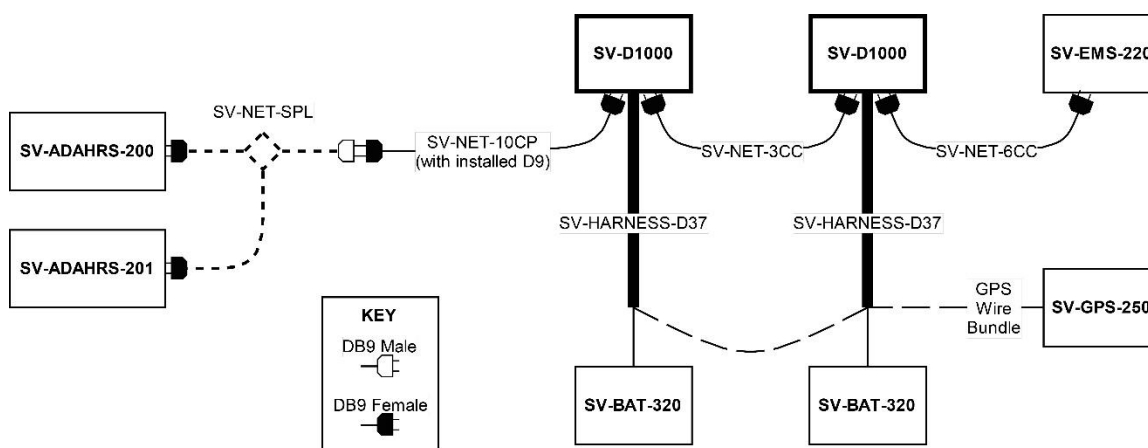 SV-D1000
SV-D1000
SV-EMS-220
SV-NET-SPL
SV-ADAHRS-200
SV-NET-10CP
(with installed D9)
SV-NET-3CC
SV-NET-6CC
SV-HARNESS-D37
SV-HARNESS-D37
SV-ADAHRS-201
GPS
Wire
Bundle
SV-GPS-250
KEY
DB9 Male
DB9 Female
SV-BAT-320
SV-BAT-320